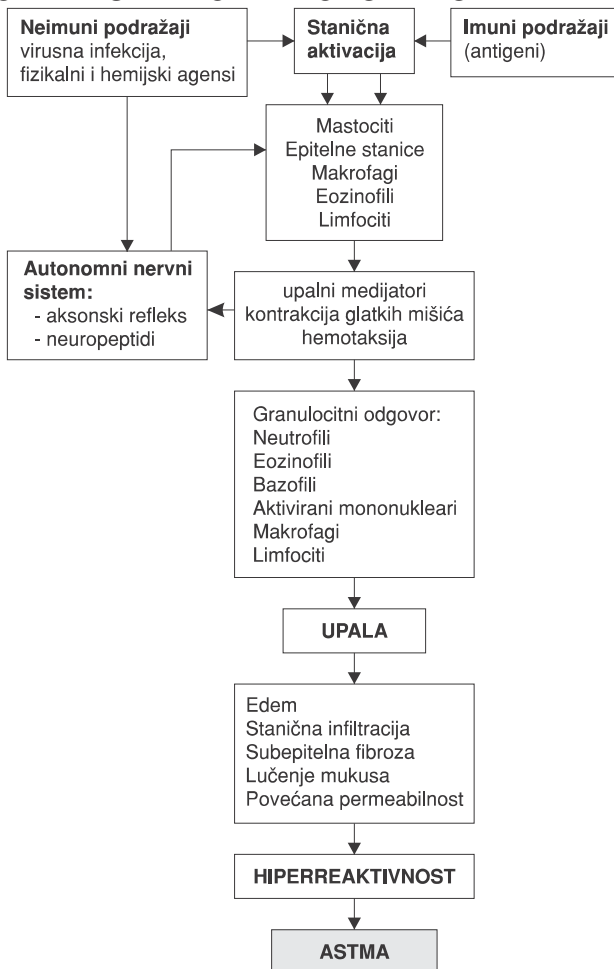 Neimuni podražaji
virusna infekcija,
fizikalni i hemijski agensi
Stanična
aktivacija
Imuni podražaji
(antigeni)
Mastociti
Epitelne stanice
Makrofagi
Eozinofili
Limfociti
Autonomni nervni
sistem:
- aksonski refleks
- neuropeptidi
upalni medijatori
kontrakcija glatkih mišića
hemotaksija
Granulocitni odgovor:
Neutrofili
Eozinofili
Bazofili
Aktivirani mononukleari
Makrofagi
Limfociti
UPALA
Edem
Stanična infiltracija
Subepitelna fibroza
Lučenje mukusa
Povećana permeabilnost
HIPERREAKTIVNOST
ASTMA